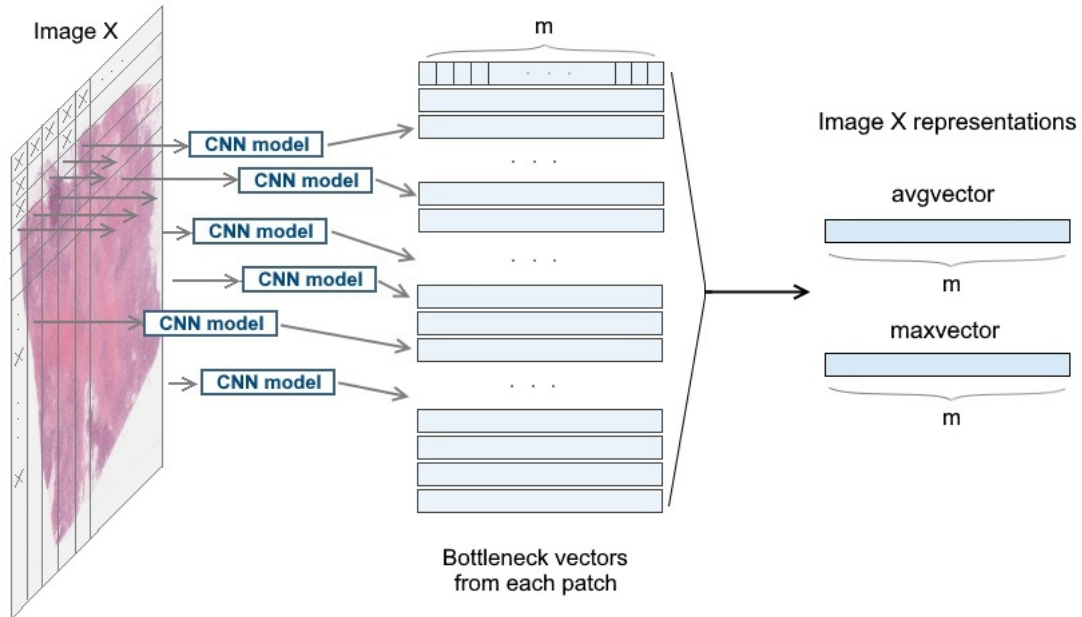 Image X
m
. . .
CNN model
CNN model
CNN model
CNN model
CNN model
CNN model
. . .
. . .
. . .
Bottleneck vectors
from each patch
Image X representations
avgvector
m
maxvector
m